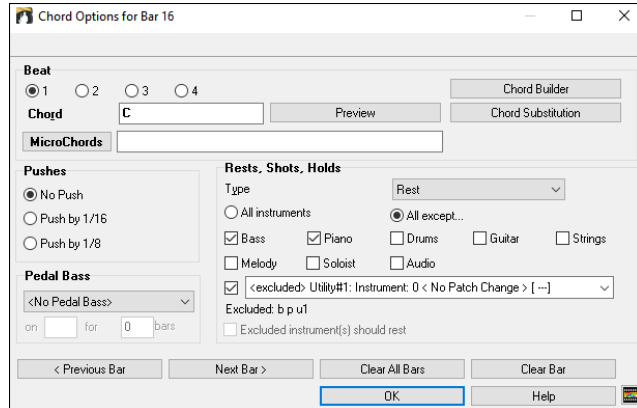 Chord Options for Bar 16
Beat
1 2 3 4
Chord Builder
Chord C Preview Chord Substitution
MicroChords
Pushes
No Push
Push by 1/16
Push by 1/8
Rests, Shots, Holds
Type Rest
All instruments All except...
Bass Piano Drums Guitar Strings
Melody Soloist Audio
<excluded> Utility#1: Instrument: 0 < No Patch Change > [ ---]
Excluded: b p u1
Excluded instrument(s) should rest
Pedal Bass
<No Pedal Bass>
on for 0 bars
< Previous Bar Next Bar > Clear All Bars Clear Bar
OK Help